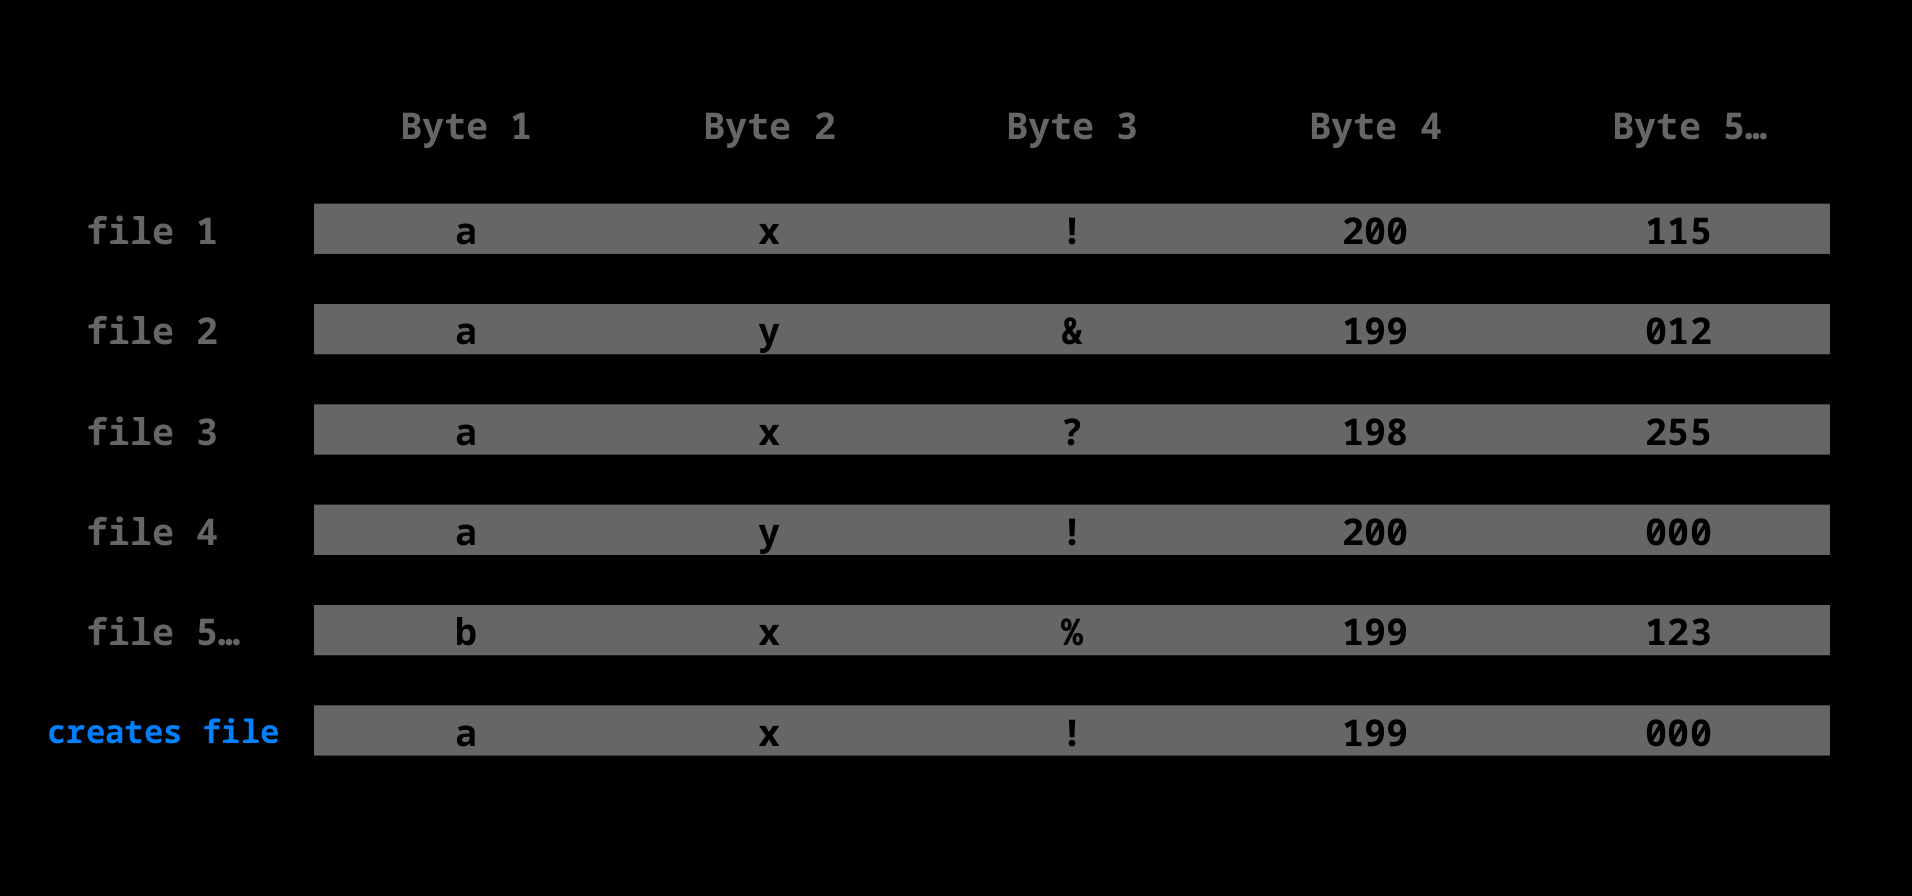 Byte 1 Byte 2 Byte 3 Byte 4 Byte 5…
file 1 a x ! 200 115
file 2 a y & 199 012
file 3 a x ? 198 255
file 4 a y ! 200 000
file 5… b x % 199 123
creates file a x ! 199 000